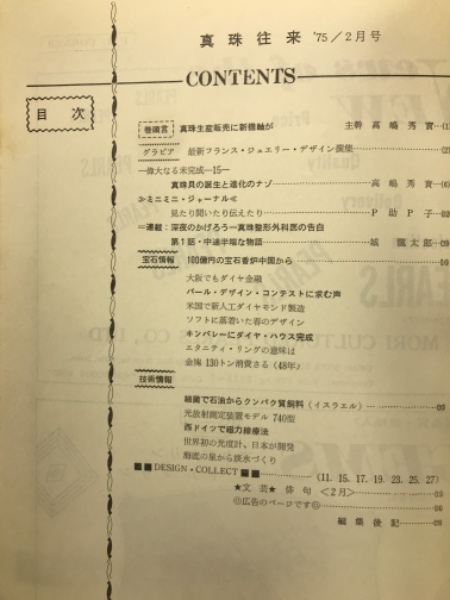 真珠往来 '75/2月号
CONTENTS
目次
巻頭言 真珠生産販売に新機軸が 主幹 高嶋秀實
グラビア 最新フランス・ジュエリー・デザイン演集 (2)
―偉大なる未完成―15―
真珠貝の誕生と進化のナゾ 高嶋秀實 (6)
≫ミニミニ・ジャーナル≪
見たり聞いたり伝えたり P助P子
=連載:深夜のかげろう―真珠整形外科医の告白
第1話・中途半端な物語 城 龍太郎
宝石情報 100億円の宝石香炉中国から
大阪でもダイヤ金融
パール・デザイン・コンテストに求む声
米国で新人工ダイヤモンド製造
ソフトに落着いた春のデザイン
キンバレーにダイヤ・ハウス完成
エタニティ・リングの意味は
金塊130トン消費さる(48年)
技術情報
細菌で石油からタンパク質飼料(イスラエル)
光放射測定装置モデル740型
西ドイツで磁力線療法
世界初の光度計、日本が開発
海底の泉から淡水づくり
■■DESIGN・COLLECT■■ (11. 15. 17. 19. 23. 25. 27)
★文芸★ 俳句<2月>
◎広告のページです◎
編集後記